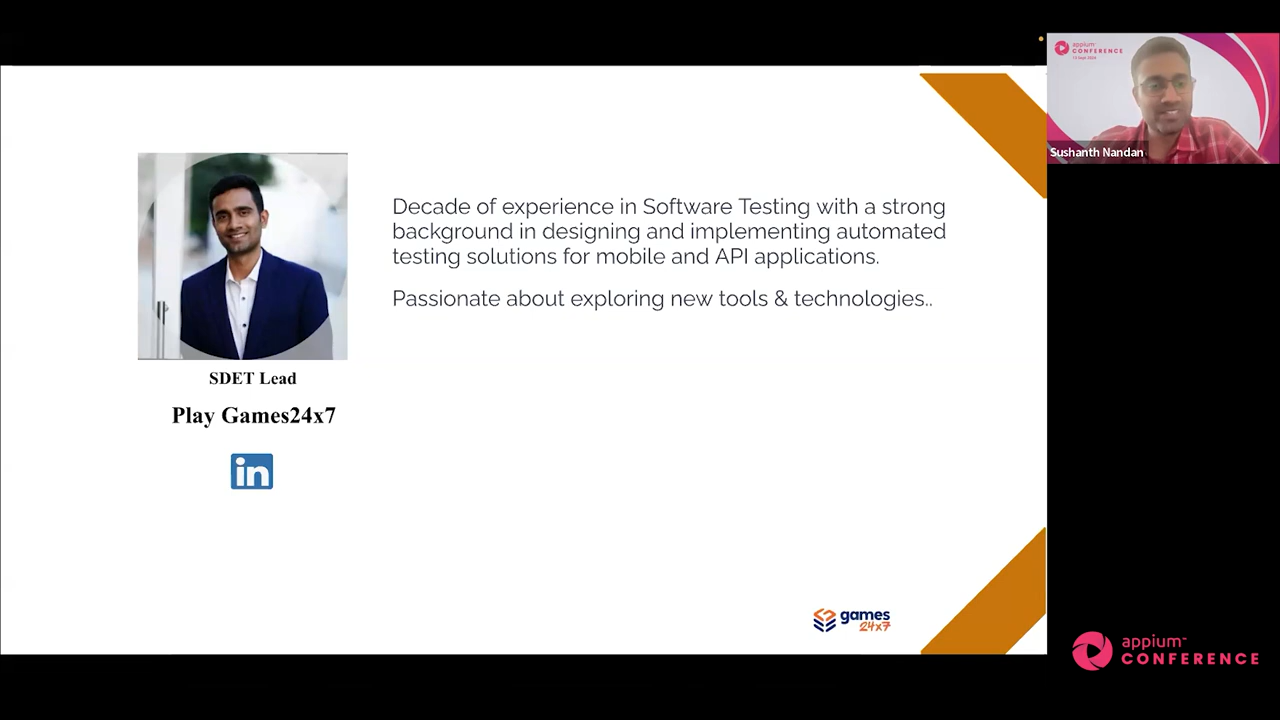 Decade of experience in Software Testing with a strong
background in designing and implementing automated
testing solutions for mobile and API applications.
Passionate about exploring new tools & technologies..
SDET Lead
Play Games24x7
in
games
24x7
appium
CONFERENCE
Sushanth Nandan
appium
CONFERENCE